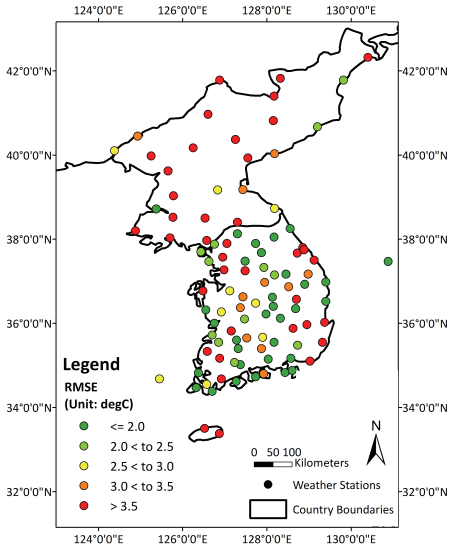 124°0'0"E 126°0'0"E 128°0'0"E 130°0'0"E
42°0'0"N 42°0'0"N
40°0'0"N 40°0'0"N
38°0'0"N 38°0'0"N
36°0'0"N 36°0'0"N
34°0'0"N 34°0'0"N
32°0'0"N 32°0'0"N
Legend
RMSE
(Unit: degC)
<= 2.0
2.0 < to 2.5
2.5 < to 3.0
3.0 < to 3.5
> 3.5
N
0 50 100
Kilometers
Weather Stations
Country Boundaries
124°0'0"E 126°0'0"E 128°0'0"E 130°0'0"E